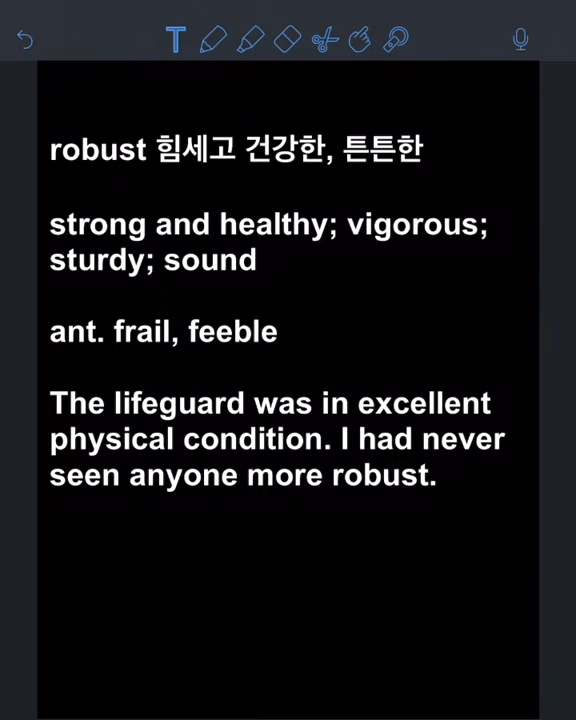 robust 힘세고 건강한, 튼튼한
strong and healthy; vigorous;
sturdy; sound
ant. frail, feeble
The lifeguard was in excellent
physical condition. I had never
seen anyone more robust.